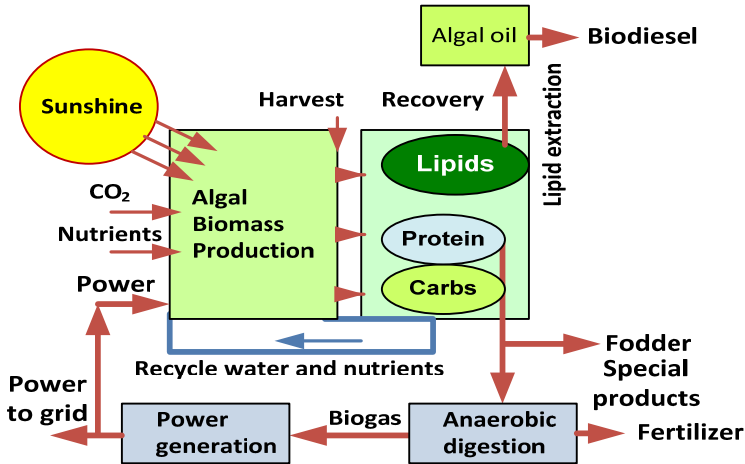 Algal oil
Biodiesel
Sunshine
Harvest
Recovery
Lipid extraction
Lipids
CO₂
Algal
Biomass
Production
Nutrients
Protein
Power
Carbs
Recycle water and nutrients
Fodder
Special
products
Power
to grid
Power
generation
Biogas
Anaerobic
digestion
Fertilizer